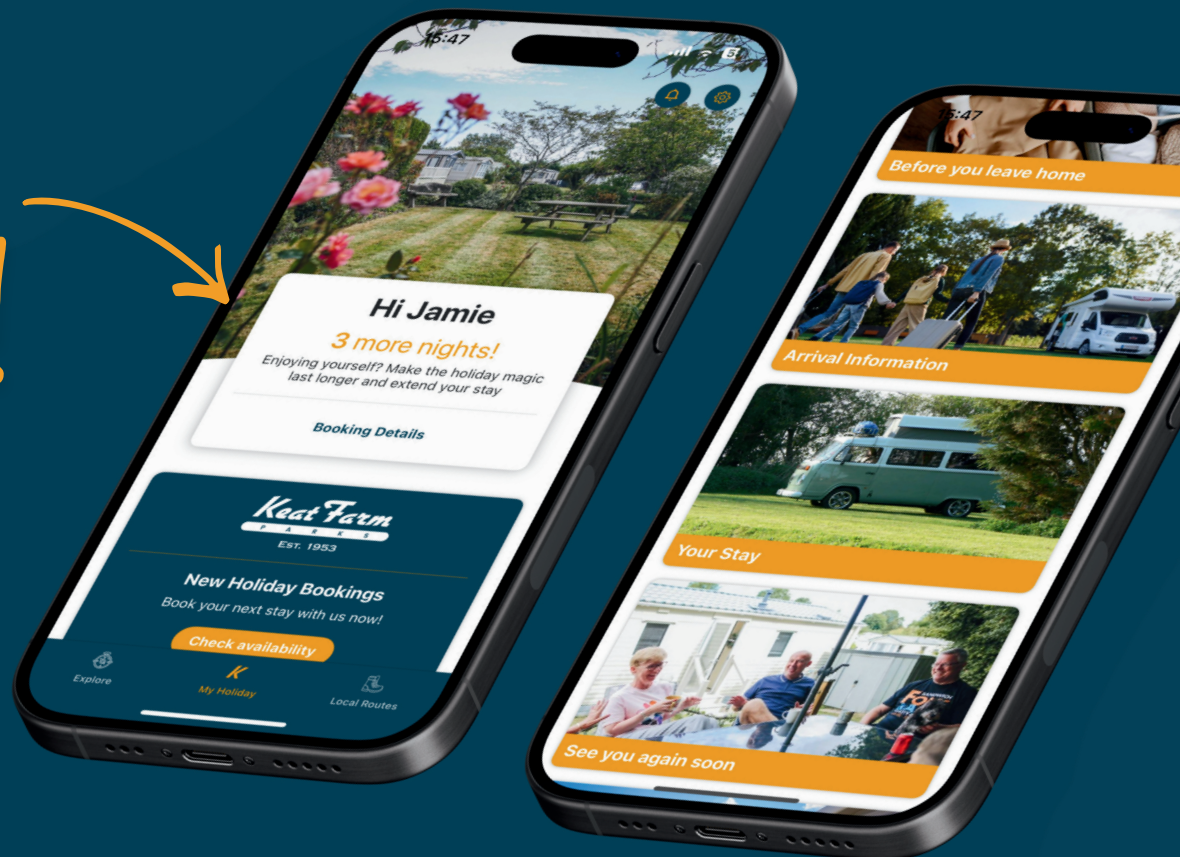 15:47
Hi Jamie
3 more nights!
Enjoying yourself? Make the holiday magic
last longer and extend your stay
Booking Details
Keat Farm
PARKS
EST. 1953
New Holiday Bookings
Book your next stay with us now!
Check availability
Explore
K
My Holiday
Local Routes
15:47
Before you leave home
Arrival Information
Your Stay
See you again soon